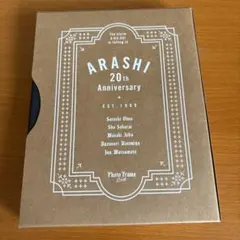 ARASHI
20th
Anniversary
EST. 1999
Satoshi Ohno
Sho Sakurai
Masaki Aiba
Kazunari Ninomiya
Jun Matsumoto
Photo Frame